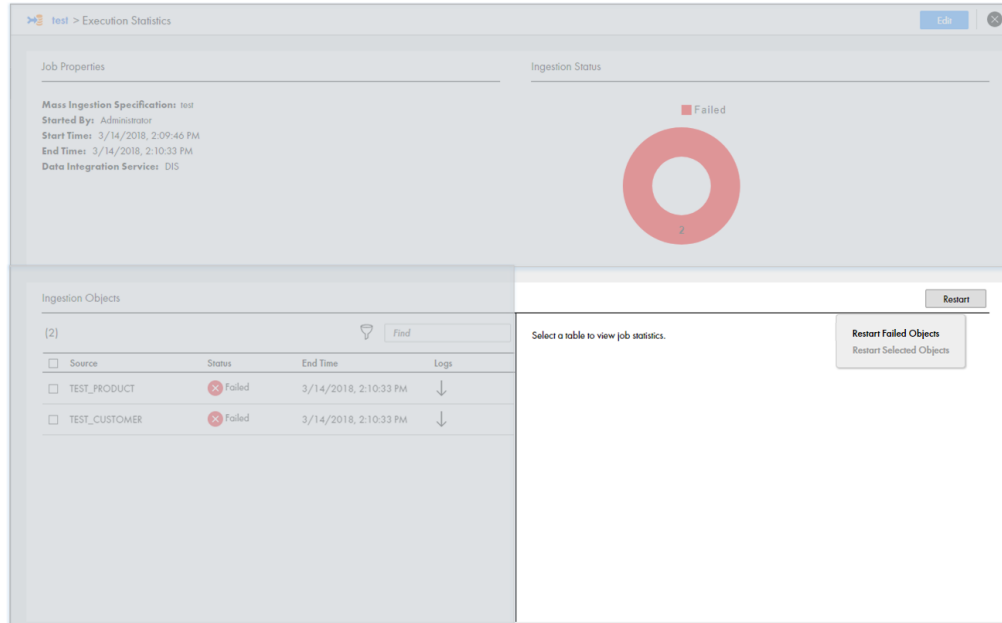 test > Execution Statistics
Edit
Job Properties
Mass Ingestion Specification: test
Started By: Administrator
Start Time: 3/14/2018, 2:09:46 PM
End Time: 3/14/2018, 2:10:33 PM
Data Integration Service: DIS
Ingestion Status
Failed
2
Ingestion Objects
(2)
Find
Source Status End Time Logs
TEST_PRODUCT Failed 3/14/2018, 2:10:33 PM
TEST_CUSTOMER Failed 3/14/2018, 2:10:33 PM
Restart
Select a table to view job statistics.
Restart Failed Objects
Restart Selected Objects